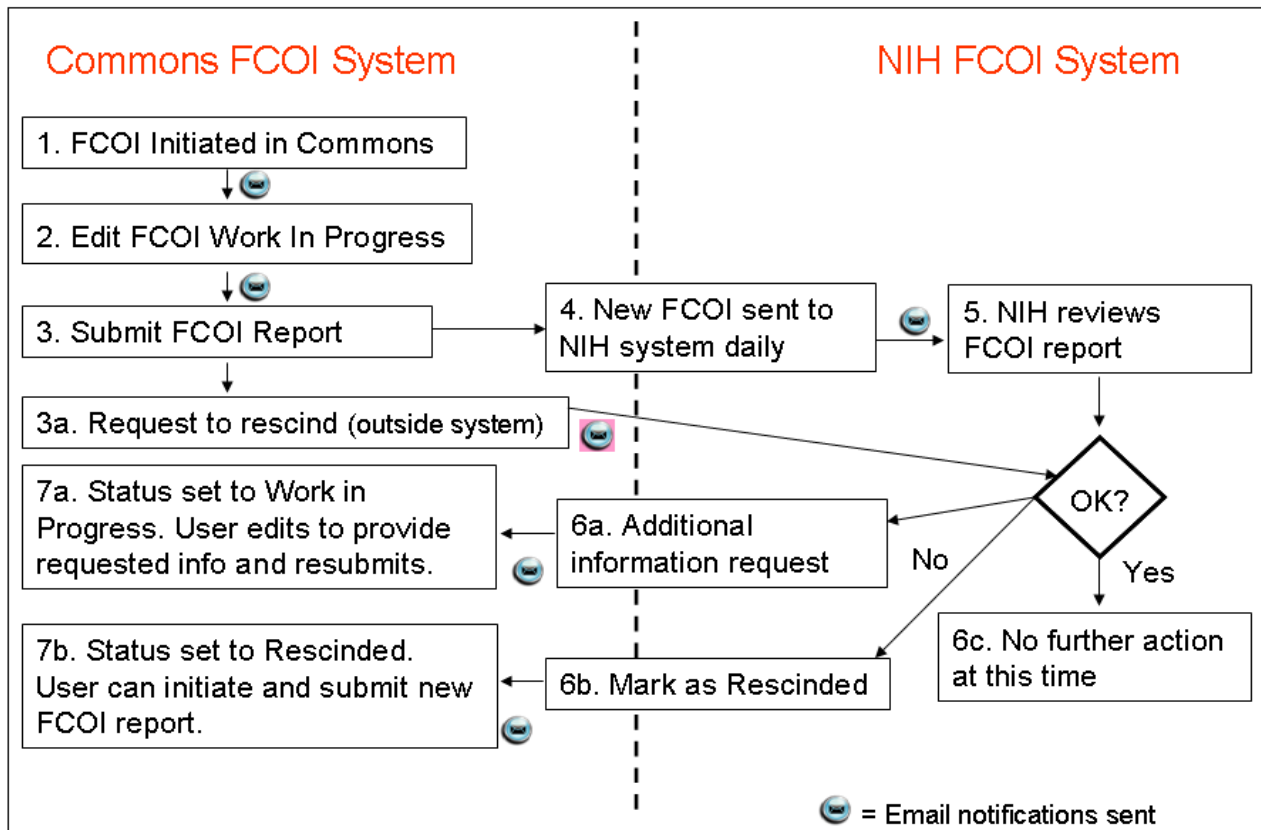 Commons FCOI System
NIH FCOI System
1. FCOI Initiated in Commons
2. Edit FCOI Work In Progress
3. Submit FCOI Report
4. New FCOI sent to
NIH system daily
5. NIH reviews
FCOI report
3a. Request to rescind (outside system)
OK?
7a. Status set to Work in
Progress. User edits to provide
requested info and resubmits.
6a. Additional
information request
No
Yes
6c. No further action
at this time
7b. Status set to Rescinded.
User can initiate and submit new
FCOI report.
6b. Mark as Rescinded
= Email notifications sent